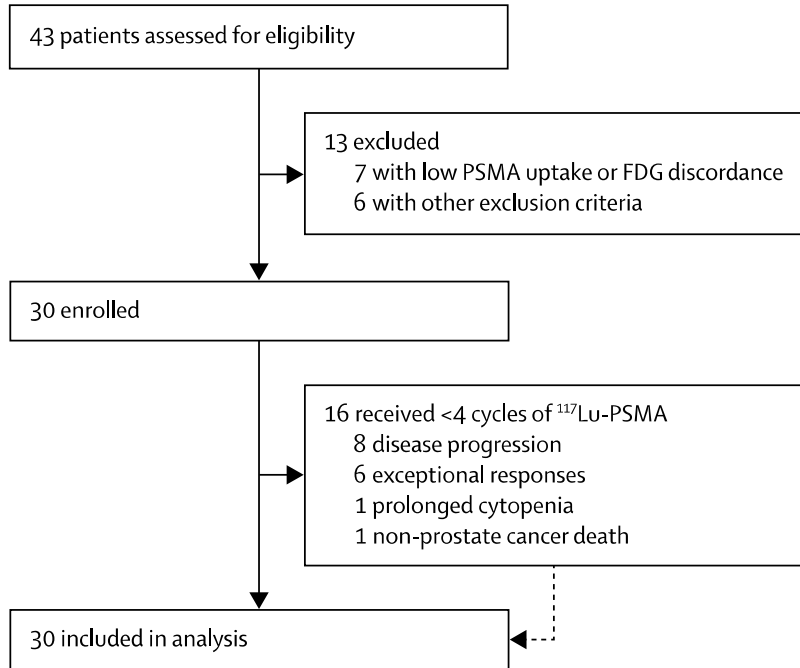 43 patients assessed for eligibility
13 excluded
7 with low PSMA uptake or FDG discordance
6 with other exclusion criteria
30 enrolled
16 received <4 cycles of ¹¹⁷Lu-PSMA
8 disease progression
6 exceptional responses
1 prolonged cytopenia
1 non-prostate cancer death
30 included in analysis